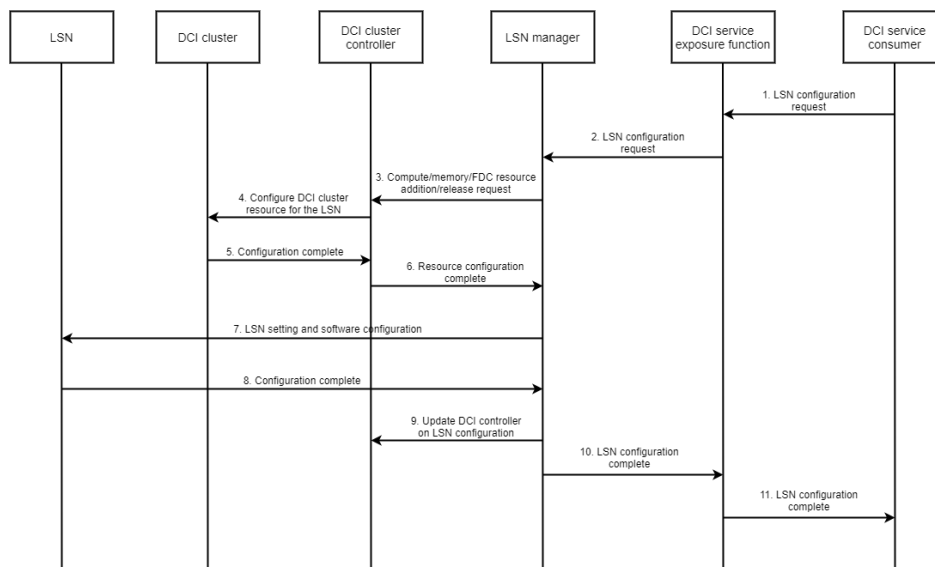 LSN
DCI cluster
DCI cluster
controller
LSN manager
DCI service
exposure function
DCI service
consumer
1. LSN configuration
request
2. LSN configuration
request
3. Compute/memory/FDC resource
addition/release request
4. Configure DCI cluster
resource for the LSN
5. Configuration complete
6. Resource configuration
complete
7. LSN setting and software configuration
8. Configuration complete
9. Update DCI controller
on LSN configuration
10. LSN configuration
complete
11. LSN configuration
complete